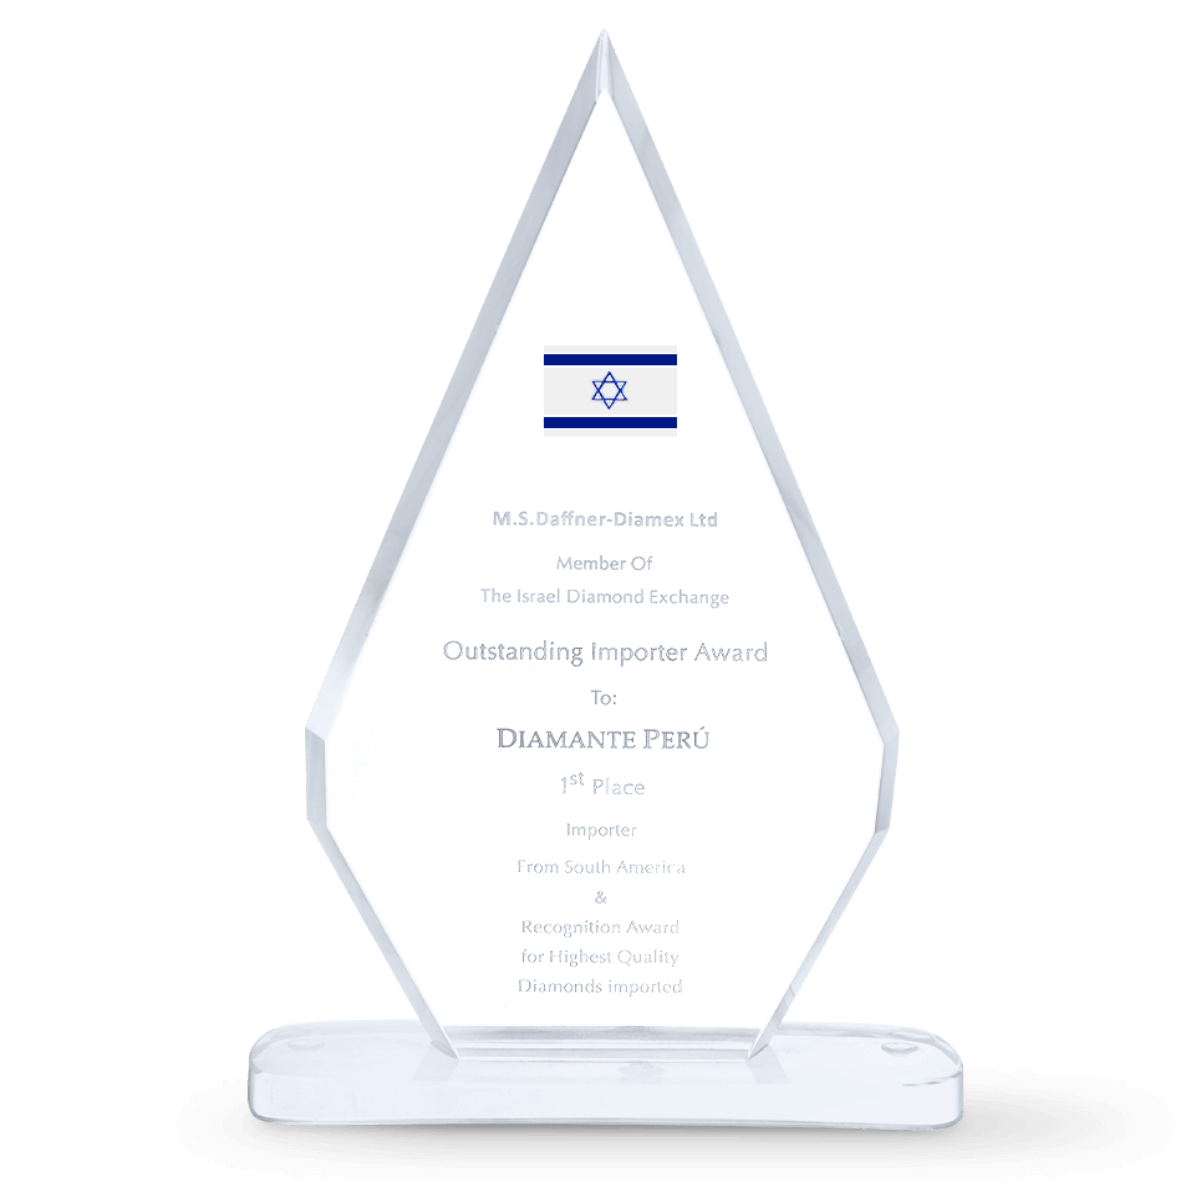 M.S.Daffner-Diamex Ltd
Member Of
The Israel Diamond Exchange
Outstanding Importer Award
To:
DIAMANTE PERÚ
1st Place
Importer
From South America
&
Recognition Award
for Highest Quality
Diamonds imported